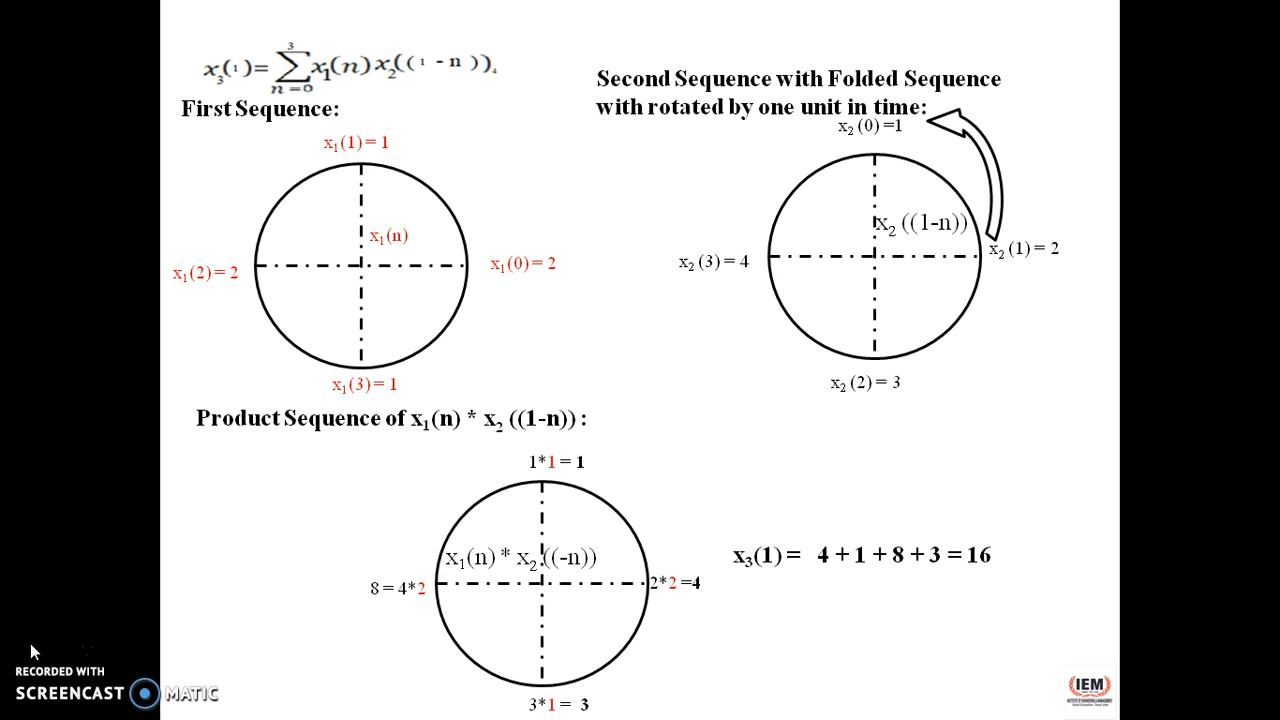 x₃(1)= ∑ x₁(n)x₂((1-n))₄
3
n=0
First Sequence:
x₁(1) = 1
x₁(n)
x₁(2) = 2
x₁(0) = 2
x₁(3) = 1
Second Sequence with Folded Sequence
with rotated by one unit in time:
x₂ (0) =1
x₂ ((1-n))
x₂ (3) = 4
x₂ (1) = 2
x₂ (2) = 3
Product Sequence of x₁(n) * x₂ ((1-n)) :
1*1 = 1
x₁(n) * x₂ ((-n))
8 = 4*2
2*2 =4
3*1 = 3
x₃(1) = 4 + 1 + 8 + 3 = 16
RECORDED WITH
SCREENCAST MATIC
IEM